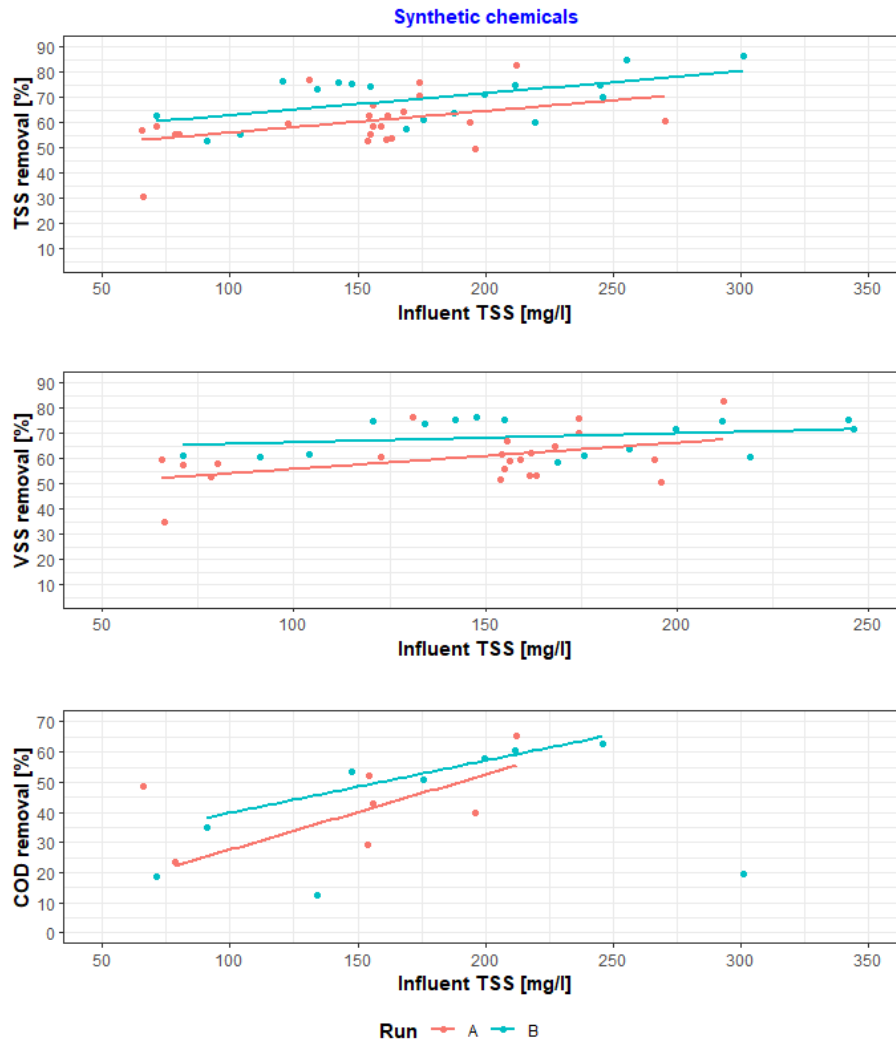 Synthetic chemicals
TSS removal [%]
90
80
70
60
50
40
30
20
10
50 100 150 200 250 300 350
Influent TSS [mg/l]
VSS removal [%]
90
80
70
60
50
40
30
20
10
50 100 150 200 250
Influent TSS [mg/l]
COD removal [%]
70
60
50
40
30
20
10
0
50 100 150 200 250 300 350
Influent TSS [mg/l]
Run A B